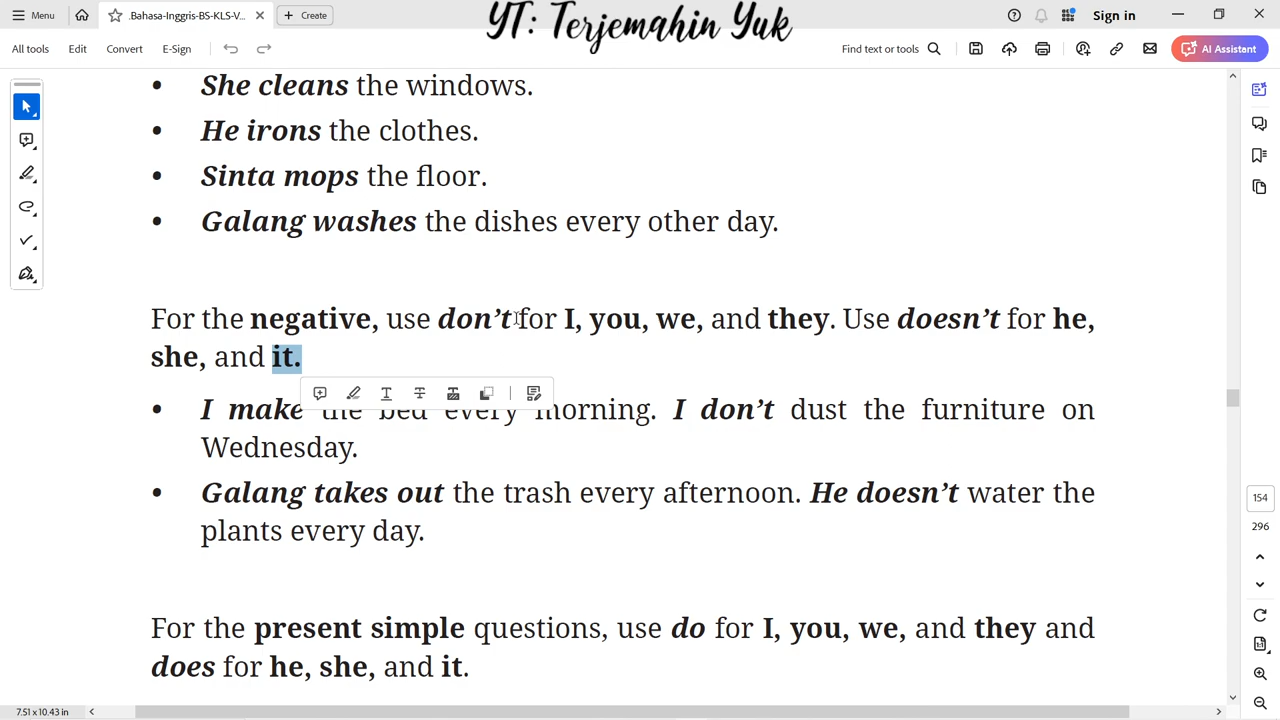 Menu
.Bahasa-Inggris-BS-KLS-V...
Create
YT: Terjemahin Yuk
Sign in
All tools Edit Convert E-Sign
Find text or tools
AI Assistant
• She cleans the windows.
• He irons the clothes.
• Sinta mops the floor.
• Galang washes the dishes every other day.
For the negative, use don’t for I, you, we, and they. Use doesn’t for he,
she, and it.
• I make the bed every morning. I don’t dust the furniture on
Wednesday.
• Galang takes out the trash every afternoon. He doesn’t water the
plants every day.
For the present simple questions, use do for I, you, we, and they and
does for he, she, and it.
154
296
7.51 x 10.43 in